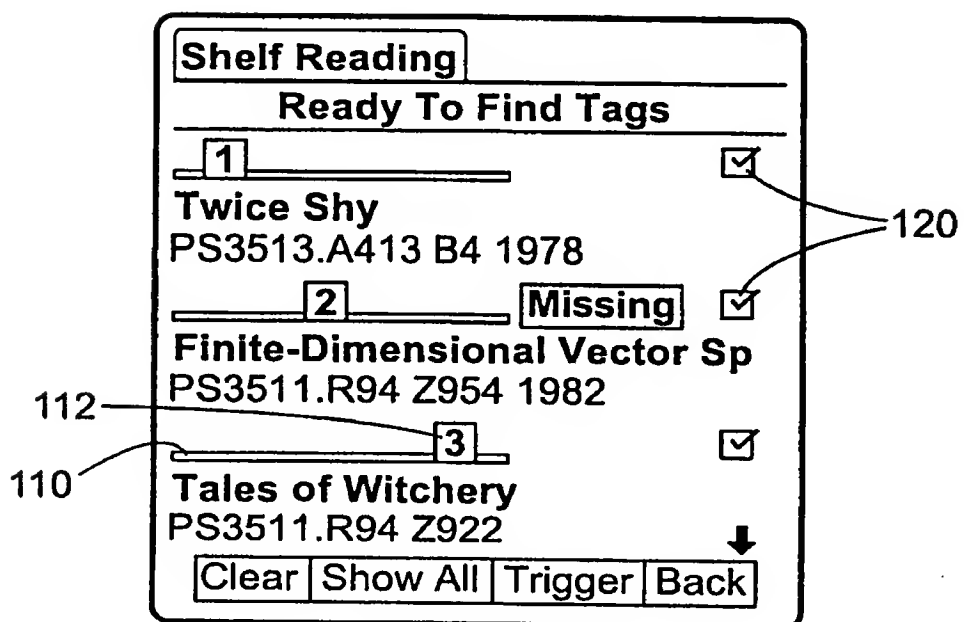 Shelf Reading
Ready To Find Tags
1
Twice Shy
120
PS3513.A413 B4 1978
2 Missing
Finite-Dimensional Vector Sp
PS3511.R94 Z954 1982
112
3
110
Tales of Witchery
PS3511.R94 Z922
Clear Show All Trigger Back